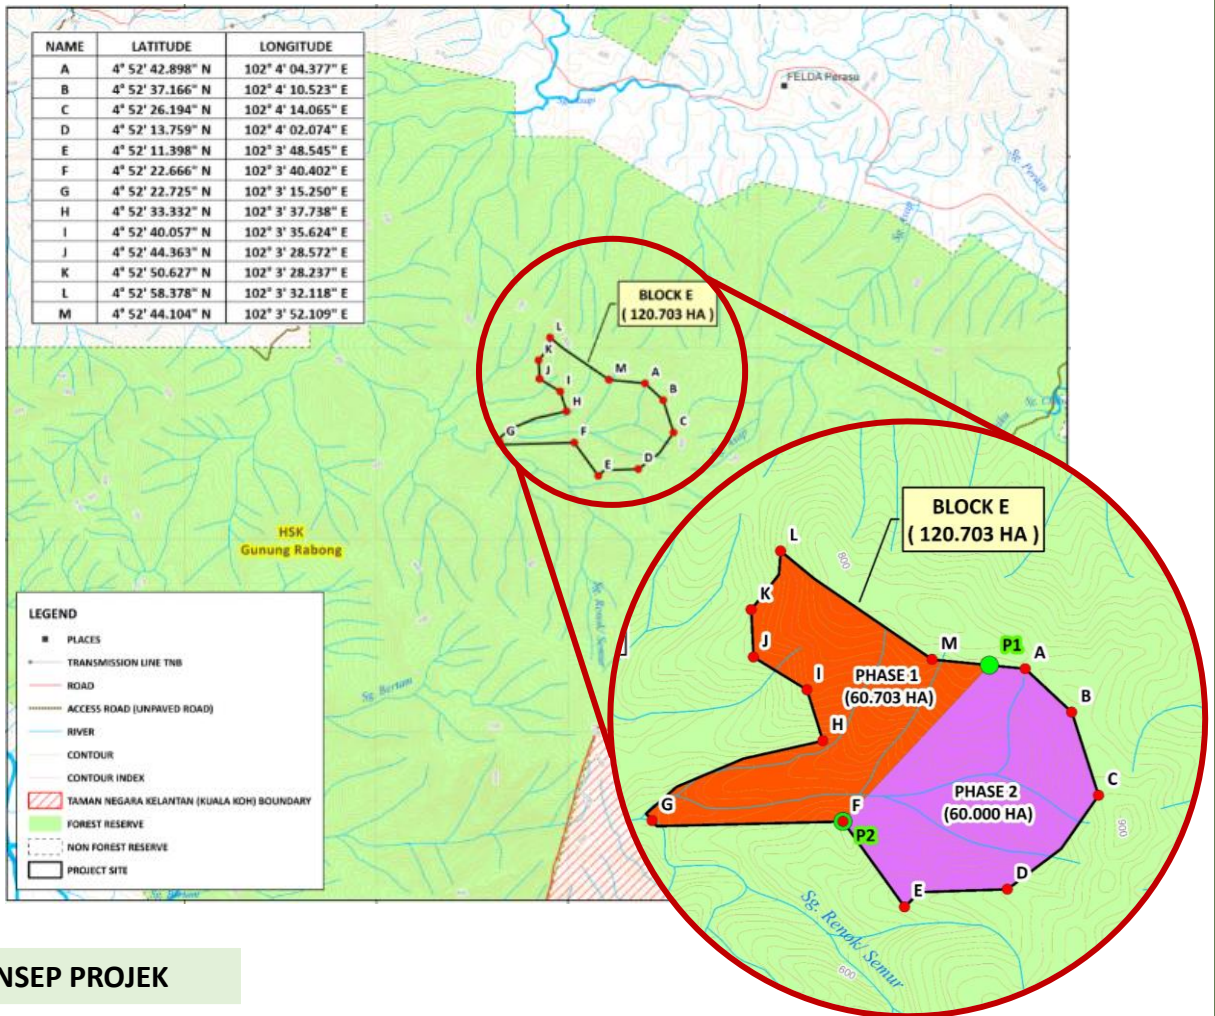 NAME LATITUDE LONGITUDE
A 4° 52' 42.898" N 102° 4' 04.377" E
B 4° 52' 37.166" N 102° 4' 10.523" E
C 4° 52' 26.194" N 102° 4' 14.065" E
D 4° 52' 13.759" N 102° 4' 02.074" E
E 4° 52' 11.398" N 102° 3' 48.545" E
F 4° 52' 22.666" N 102° 3' 40.402" E
G 4° 52' 22.725" N 102° 3' 15.250" E
H 4° 52' 33.332" N 102° 3' 37.738" E
I 4° 52' 40.057" N 102° 3' 35.624" E
J 4° 52' 44.363" N 102° 3' 28.572" E
K 4° 52' 50.627" N 102° 3' 28.237" E
L 4° 52' 58.378" N 102° 3' 32.118" E
M 4° 52' 44.104" N 102° 3' 52.109" E
FELDA Perasu
Sg. Perasu
Sg. Asap
BLOCK E
( 120.703 HA )
L
K
J
I
H
G
F
E
D
C
B
A
M
HSK
Gunung Rabong
Sg. Bertam
Sg. Renok/ Semur
LEGEND
PLACES
TRANSMISSION LINE TNB
ROAD
ACCESS ROAD (UNPAVED ROAD)
RIVER
CONTOUR
CONTOUR INDEX
TAMAN NEGARA KELANTAN (KUALA KOH) BOUNDARY
FOREST RESERVE
NON FOREST RESERVE
PROJECT SITE
BLOCK E
( 120.703 HA )
L
800
K
J
I
H
M
P1
A
B
C
PHASE 1
(60.703 HA)
PHASE 2
(60.000 HA)
G
F
P2
900
E
D
Sg. Renok/ Semur
600
NSEP PROJEK